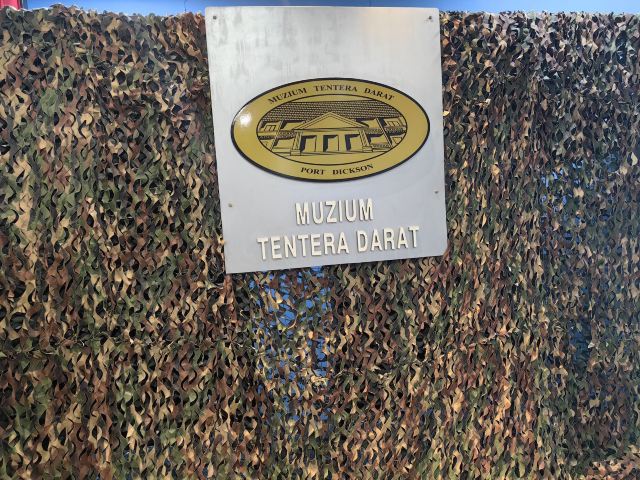 MUZIUM TENTERA DARAT
PORT DICKSON
MUZIUM
TENTERA DARAT